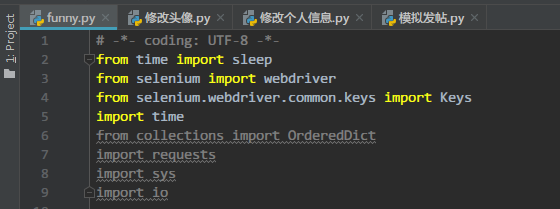 funny.py 修改头像.py 修改个人信息.py 模拟发帖.py
1: Project
1 # -*- coding: UTF-8 -*-
2 from time import sleep
3 from selenium import webdriver
4 from selenium.webdriver.common.keys import Keys
5 import time
6 from collections import OrderedDict
7 import requests
8 import sys
9 import io